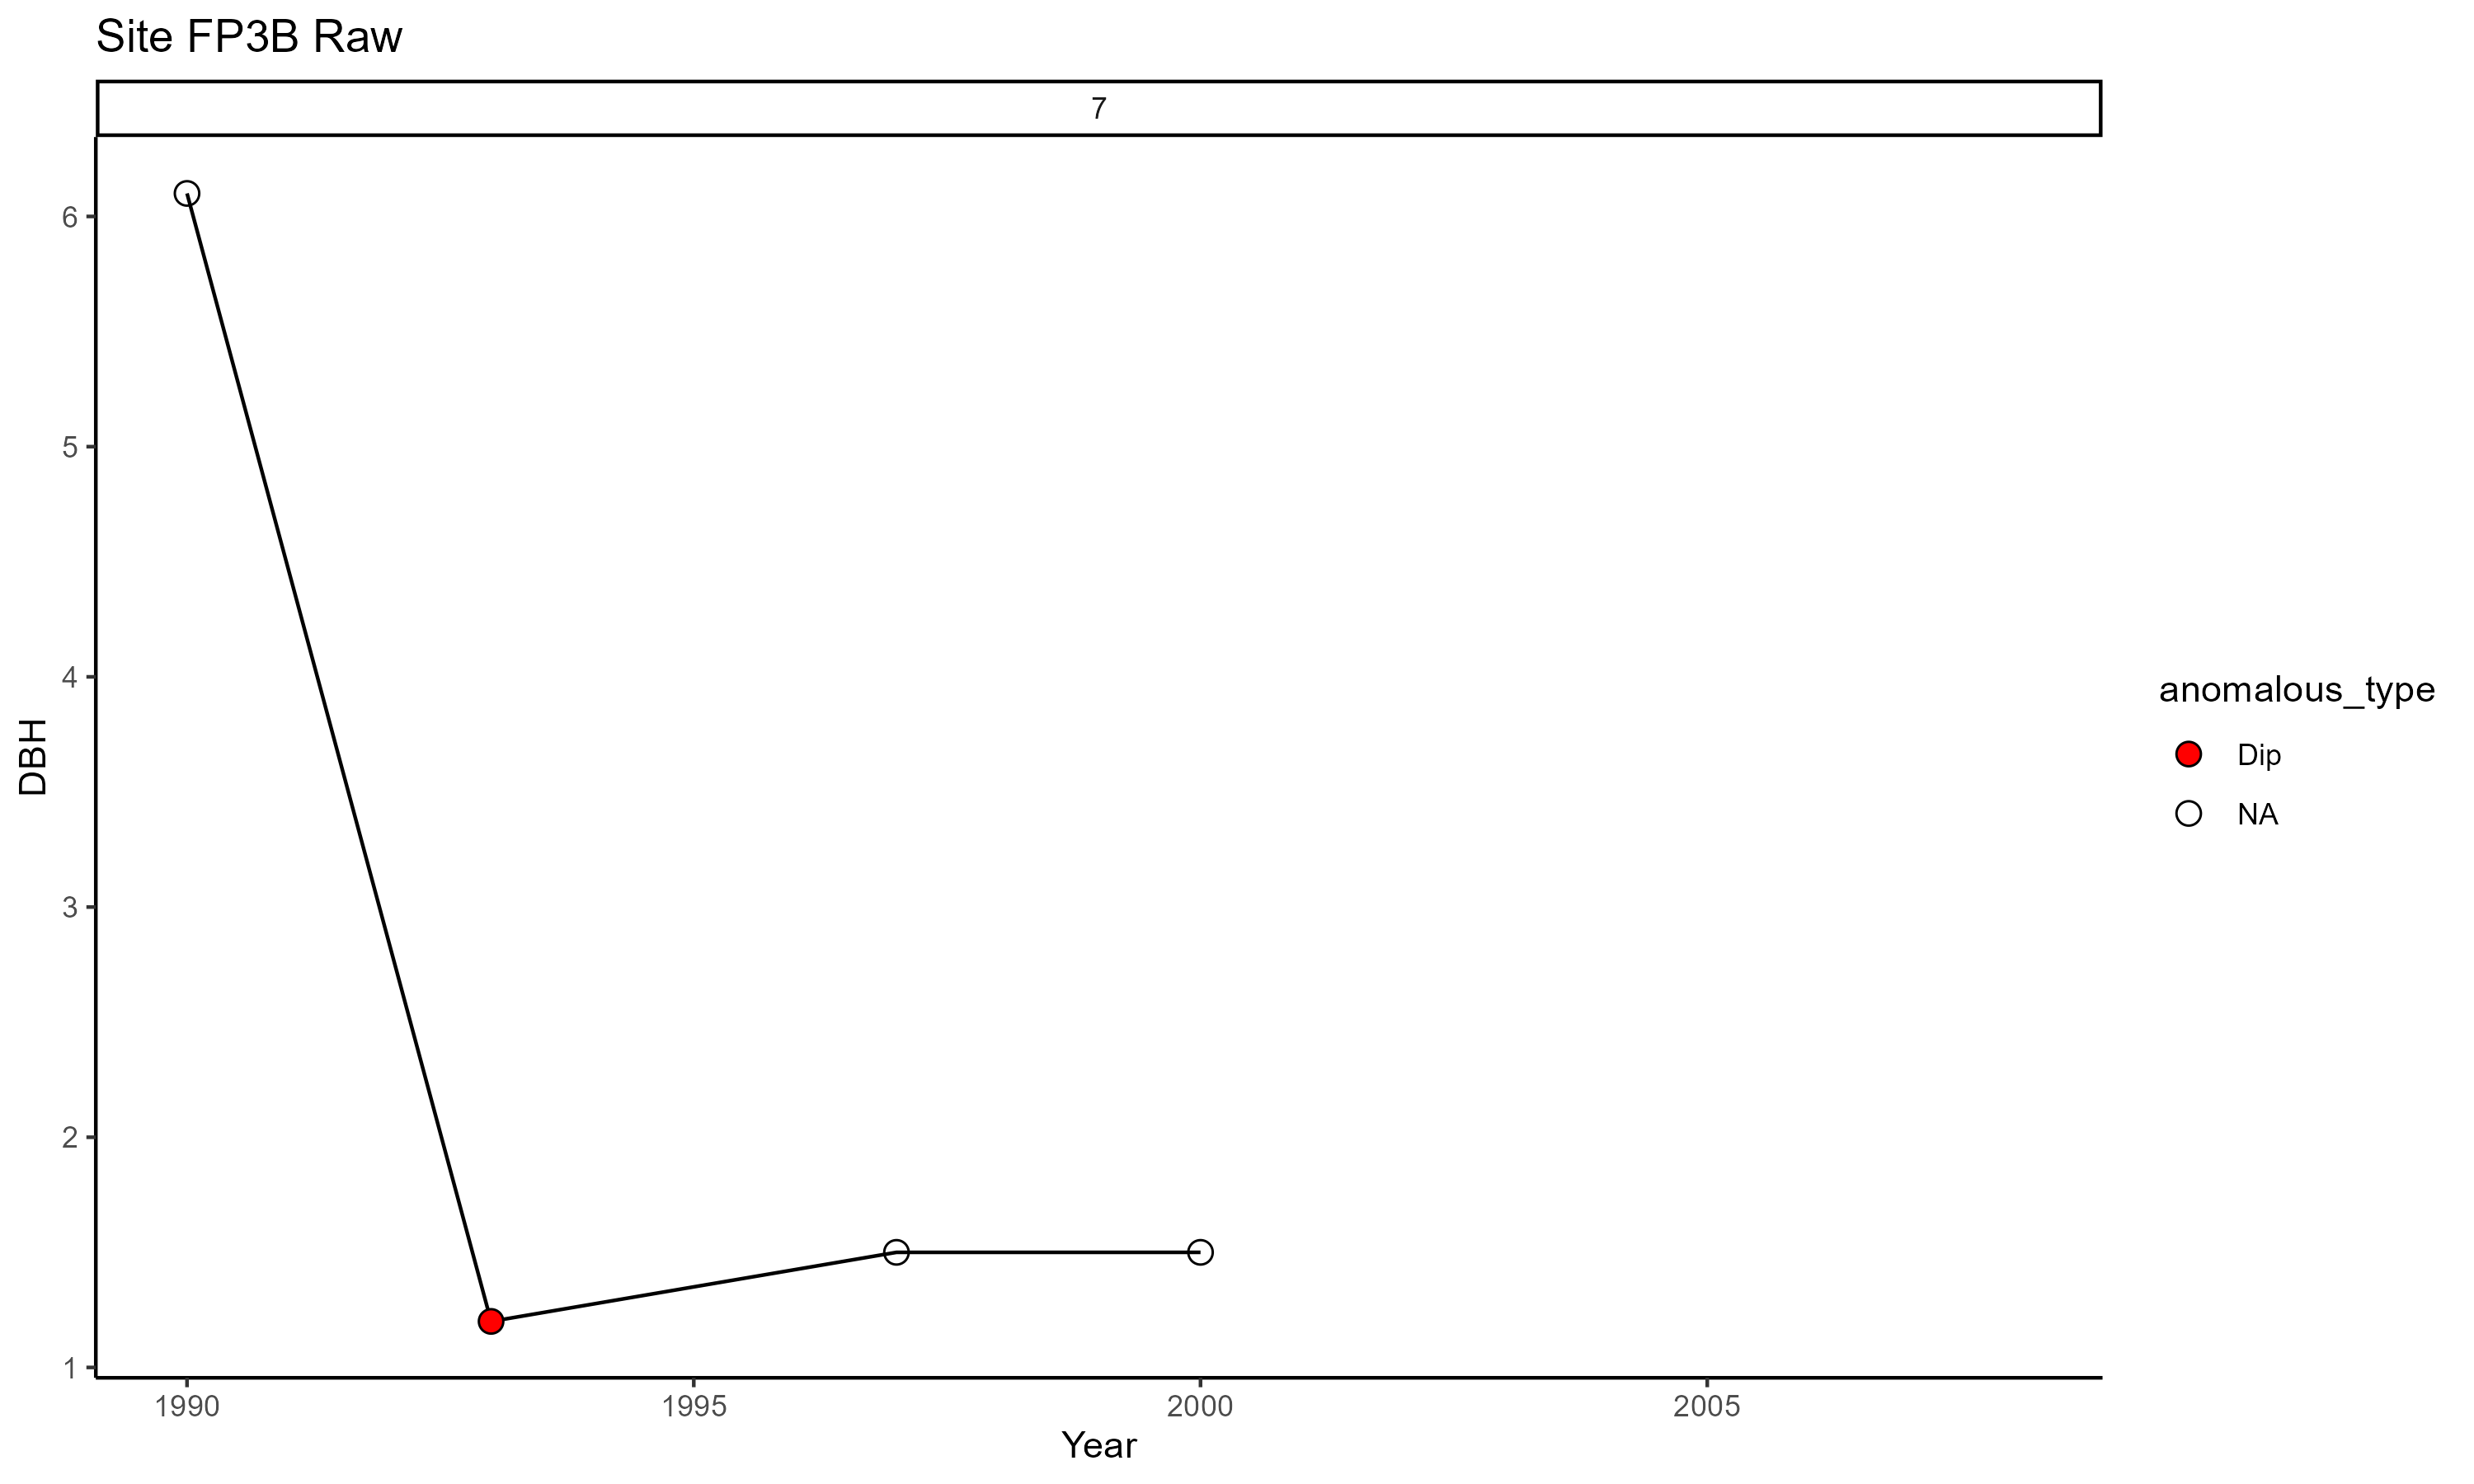 Site FP3B Raw
7
6
5
4
3
2
1
DBH
1990 1995 2000 2005
Year
anomalous_type
Dip
NA